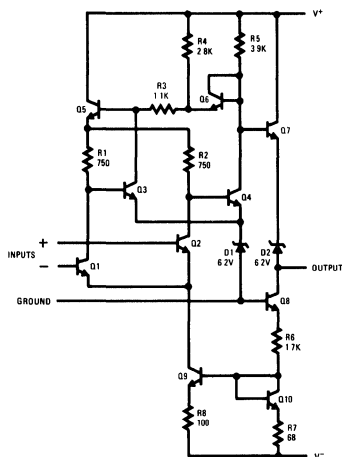 V+
R4
2.8K
R5
3.9K
R3
1.1K
Q6
Q5
Q7
R1
750
R2
750
Q3
Q4
+
INPUTS
−
Q1
Q2
D1
6.2V
D2
6.2V
OUTPUT
GROUND
Q8
R6
1.7K
Q9
Q10
R8
100
R7
68
V−